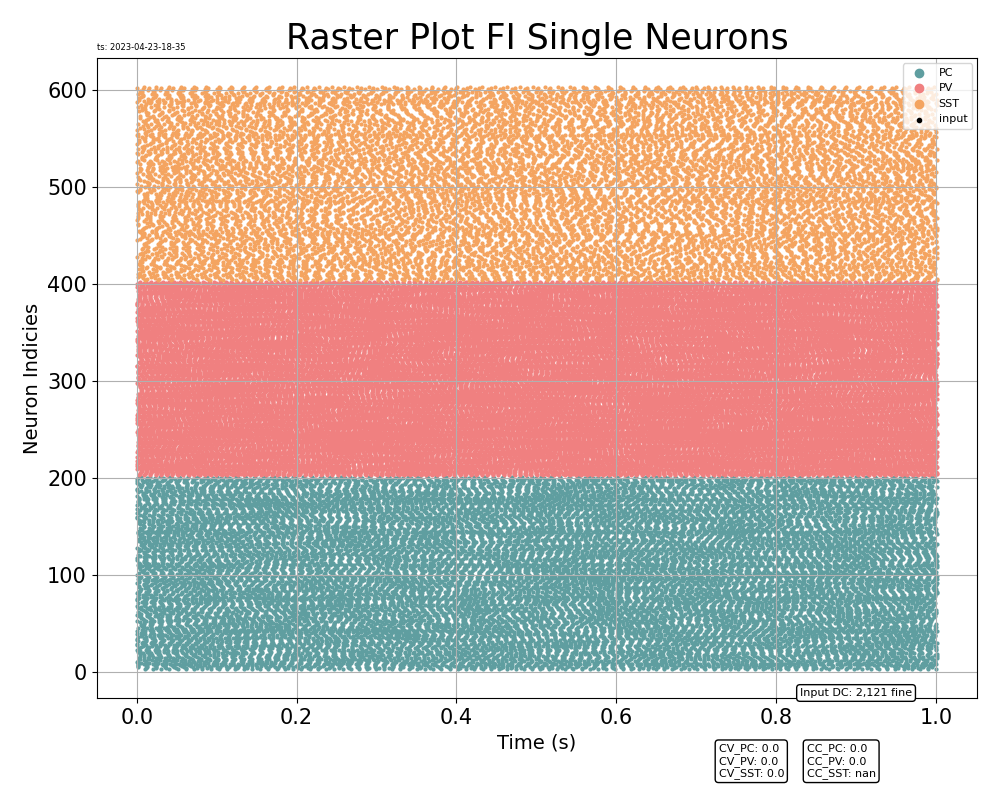 Raster Plot FI Single Neurons
ts: 2023-04-23-18-35
PC
PV
SST
input
600
500
400
300
200
100
0
Neuron Indicies
0.0 0.2 0.4 0.6 0.8 1.0
Time (s)
Input DC: 2,121 fine
CV_PC: 0.0
CV_PV: 0.0
CV_SST: 0.0
CC_PC: 0.0
CC_PV: 0.0
CC_SST: nan